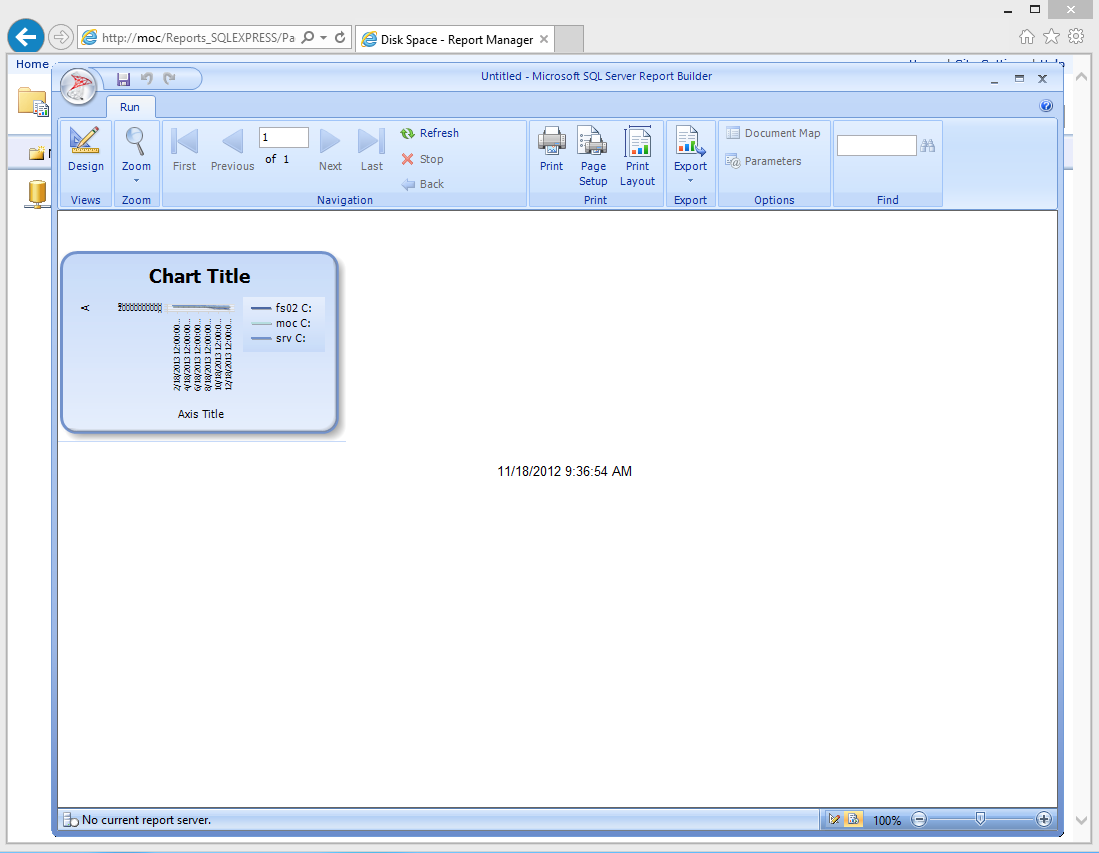 http://moc/Reports_SQLEXPRESS/Pa
Disk Space - Report Manager
Home
Untitled - Microsoft SQL Server Report Builder
Run
Design
Zoom
First
Previous
1
of 1
Next
Last
Refresh
Stop
Back
Print
Page Setup
Print Layout
Export
Document Map
Parameters
Views
Zoom
Navigation
Print
Export
Options
Find
Chart Title
A
fs02 C:
moc C:
srv C:
2/18/2013 12:00:00...
4/18/2013 12:00:00...
6/18/2013 12:00:00...
8/18/2013 12:00:00...
10/18/2013 12:00:0...
12/18/2013 12:00:0...
Axis Title
11/18/2012 9:36:54 AM
No current report server.
100%